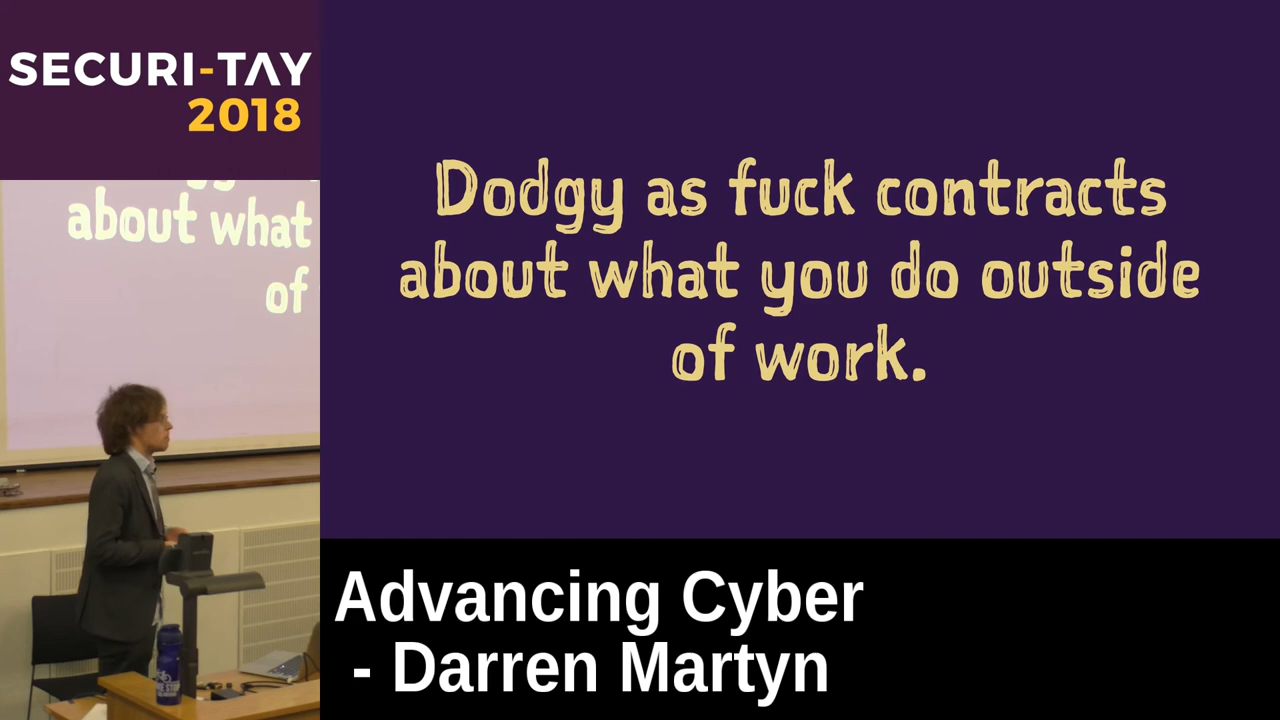 SECURI-TAY
2018
Dodgy as fuck contracts
about what you do outside
of work.
about what
of
Advancing Cyber
- Darren Martyn